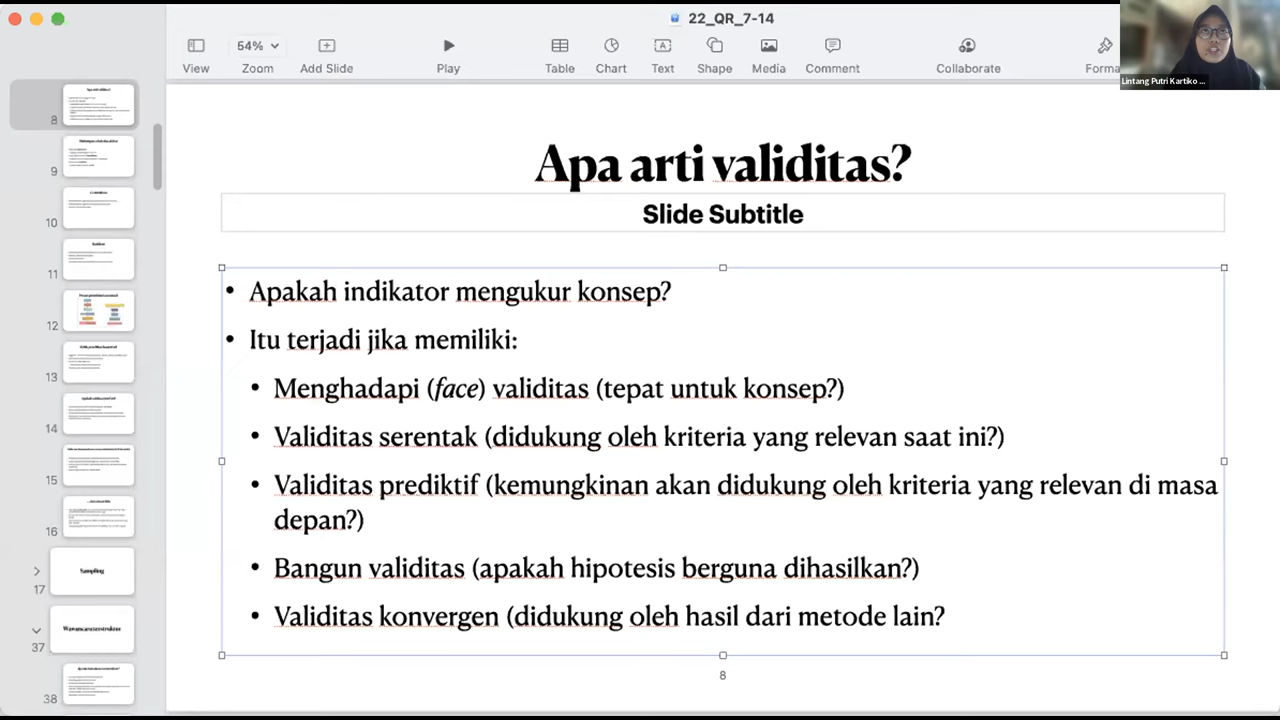 22_QR_7-14
54%
View
Zoom
Add Slide
Play
Table
Chart
Text
Shape
Media
Comment
Collaborate
Forma
Lintang Putri Kartiko ...
8
9
10
11
12
13
14
15
16
Sampling
17
Wawancara terstruktur
37
38
Apa arti validitas?
Slide Subtitle
• Apakah indikator mengukur konsep?
• Itu terjadi jika memiliki:
• Menghadapi (face) validitas (tepat untuk konsep?)
• Validitas serentak (didukung oleh kriteria yang relevan saat ini?)
• Validitas prediktif (kemungkinan akan didukung oleh kriteria yang relevan di masa
depan?)
• Bangun validitas (apakah hipotesis berguna dihasilkan?)
• Validitas konvergen (didukung oleh hasil dari metode lain?
8